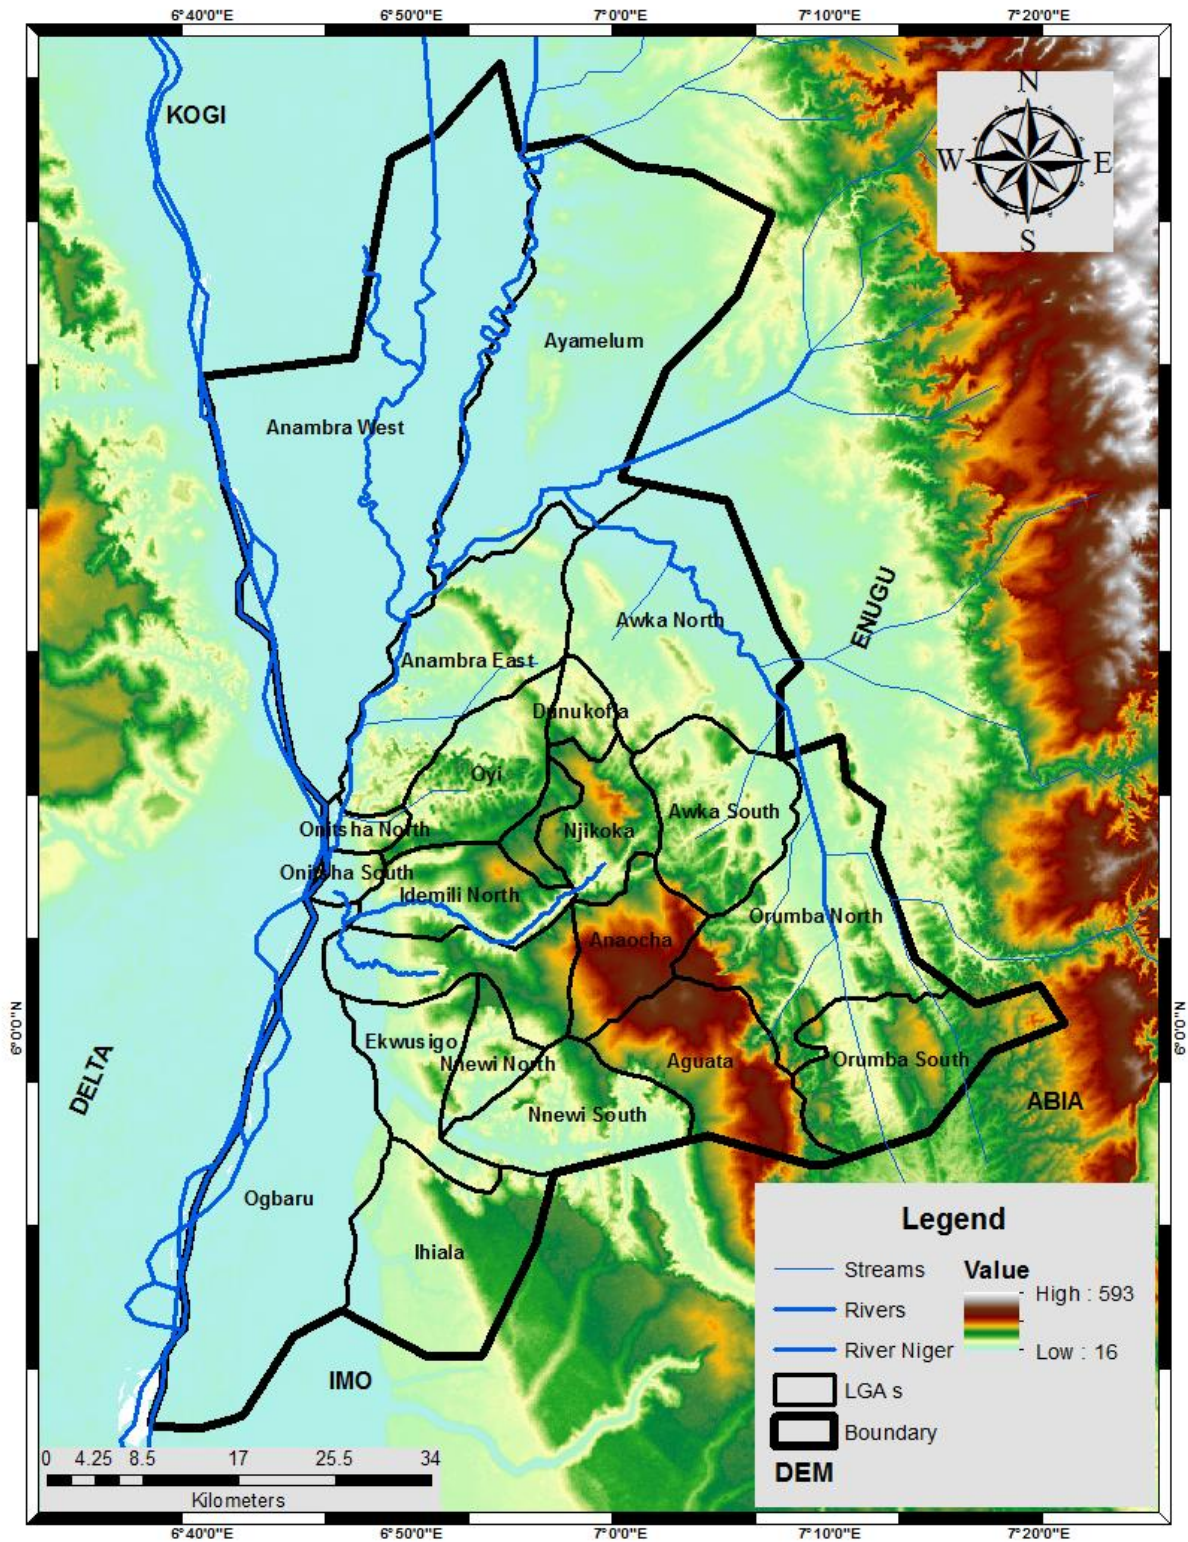 6°40'0"E 6°50'0"E 7°0'0"E 7°10'0"E 7°20'0"E
KOGI
N
W E
S
Ayamelum
Anambra West
ENUGU
Awka North
Anambra East
Dunukofia
Oyi
Awka South
Onitsha North
Njikoka
Onitsha South
Idemili North
Orumba North
Anaocha
6°0'0"N
6°0'0"N
Ekwusigo
Nnewi North
Aguata
Orumba South
DELTA
ABIA
Nnewi South
Ogbaru
Ihiala
IMO
Legend
Streams
Rivers
River Niger
LGA s
Boundary
DEM
Value
High : 593
Low : 16
0 4.25 8.5 17 25.5 34
Kilometers
6°40'0"E 6°50'0"E 7°0'0"E 7°10'0"E 7°20'0"E